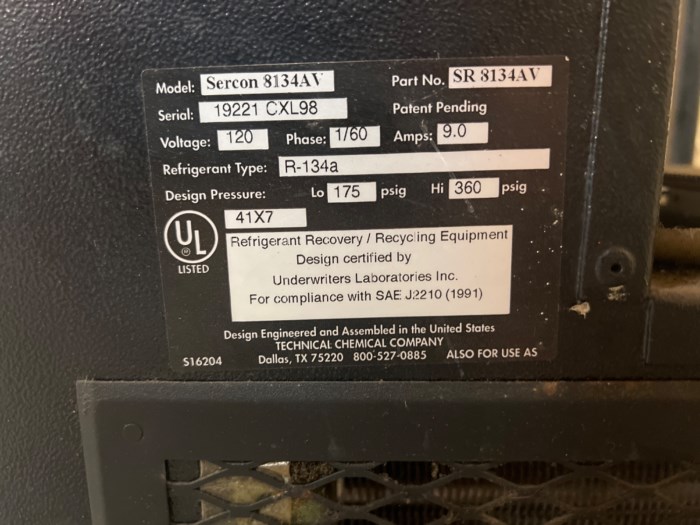 Model: Sercon 8134AV Part No. SR 8134AV
Serial: 19221 CXL98 Patent Pending
Voltage: 120 Phase: 1/60 Amps: 9.0
Refrigerant Type: R-134a
Design Pressure: Lo 175 psig Hi 360 psig
41X7
UL
LISTED
Refrigerant Recovery / Recycling Equipment
Design certified by
Underwriters Laboratories Inc.
For compliance with SAE J2210 (1991)
Design Engineered and Assembled in the United States
TECHNICAL CHEMICAL COMPANY
S16204 Dallas, TX 75220 800-527-0885 ALSO FOR USE AS